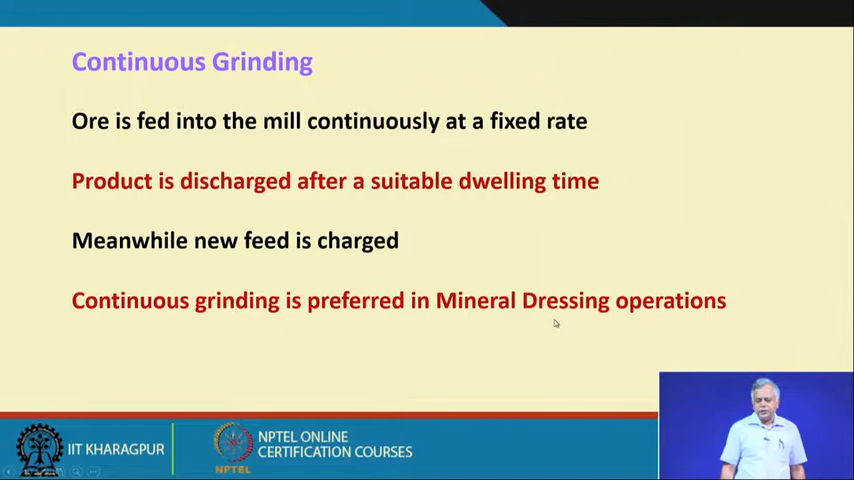 Continuous Grinding
Ore is fed into the mill continuously at a fixed rate
Product is discharged after a suitable dwelling time
Meanwhile new feed is charged
Continuous grinding is preferred in Mineral Dressing operations
IIT KHARAGPUR
NPTEL
NPTEL ONLINE
CERTIFICATION COURSES